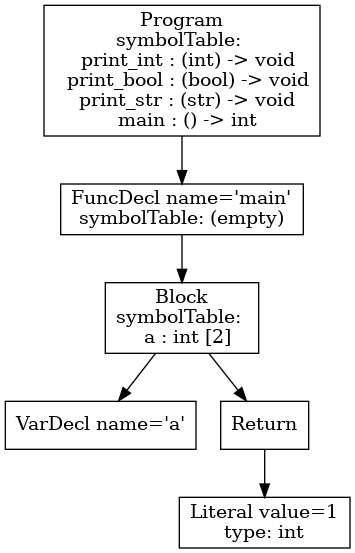 Program
symbolTable:
print_int : (int) -> void
print_bool : (bool) -> void
print_str : (str) -> void
main : () -> int
FuncDecl name='main'
symbolTable: (empty)
Block
symbolTable:
a : int [2]
VarDecl name='a'
Return
Literal value=1
type: int